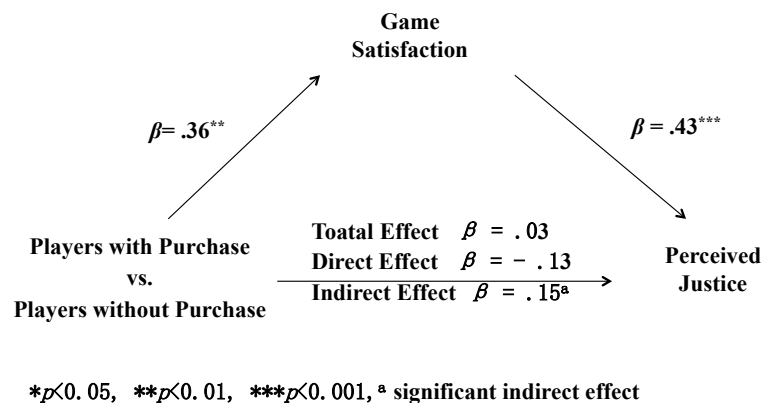 Game
Satisfaction
β= .36**
β = .43***
Players with Purchase
vs.
Players without Purchase
Toatal Effect β = .03
Direct Effect β = − .13
Indirect Effect β = .15ᵃ
Perceived
Justice
*p<0.05, **p<0.01, ***p<0.001, ᵃ significant indirect effect